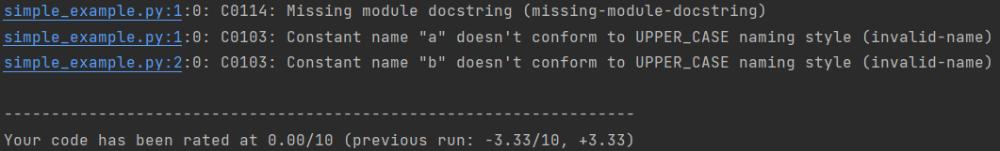 simple_example.py:1:0: C0114: Missing module docstring (missing-module-docstring)
simple_example.py:1:0: C0103: Constant name "a" doesn't conform to UPPER_CASE naming style (invalid-name)
simple_example.py:2:0: C0103: Constant name "b" doesn't conform to UPPER_CASE naming style (invalid-name)
-------------------------------------------------------------------
Your code has been rated at 0.00/10 (previous run: -3.33/10, +3.33)